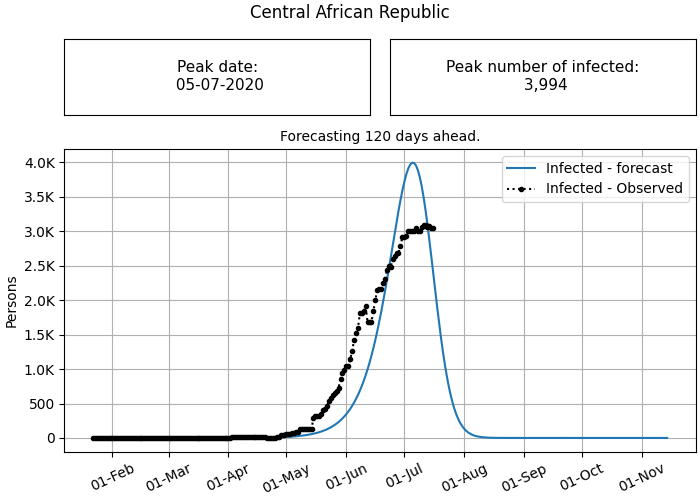 Central African Republic
Peak date:
05-07-2020
Peak number of infected:
3,994
Forecasting 120 days ahead.
Infected - forecast
Infected - Observed
Persons
4.0K
3.5K
3.0K
2.5K
2.0K
1.5K
1.0K
500
0
01-Feb
01-Mar
01-Apr
01-May
01-Jun
01-Jul
01-Aug
01-Sep
01-Oct
01-Nov